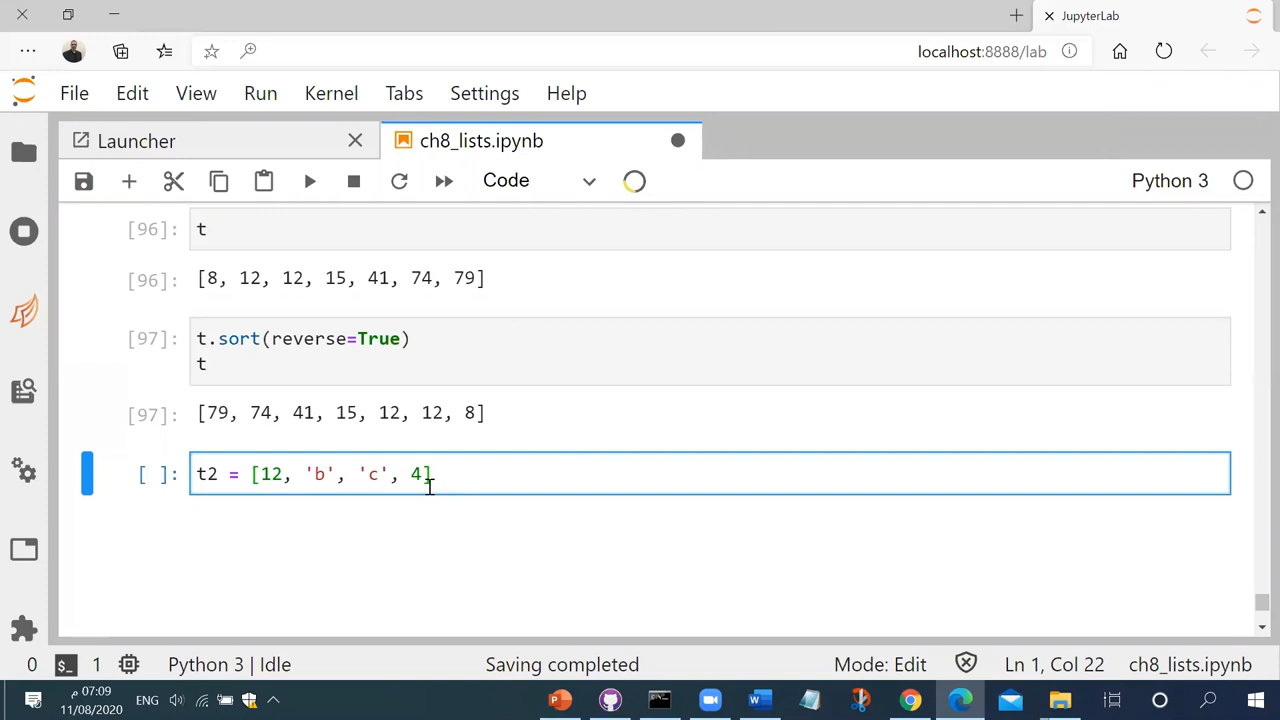 JupyterLab
localhost:8888/lab
File Edit View Run Kernel Tabs Settings Help
Launcher
ch8_lists.ipynb
Code
Python 3
[96]: t
[96]: [8, 12, 12, 15, 41, 74, 79]
[97]: t.sort(reverse=True)
t
[97]: [79, 74, 41, 15, 12, 12, 8]
[ ]: t2 = [12, 'b', 'c', 4]
0 $_ 1 Python 3 | Idle Saving completed Mode: Edit Ln 1, Col 22 ch8_lists.ipynb
07:09 م ENG
11/08/2020